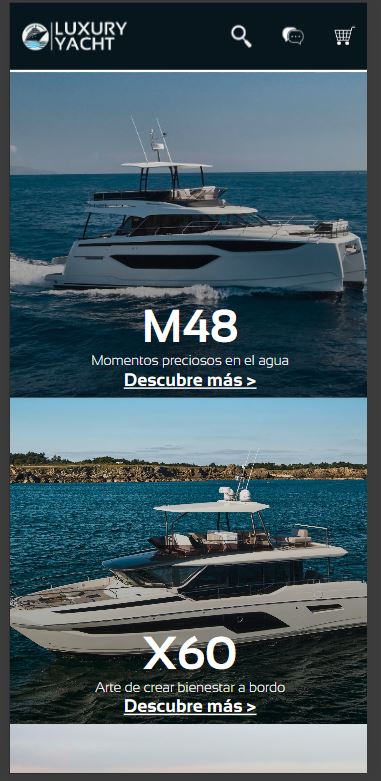 LUXURY
YACHT
M48
Momentos preciosos en el agua
Descubre más >
X60
Arte de crear bienestar a bordo
Descubre más >